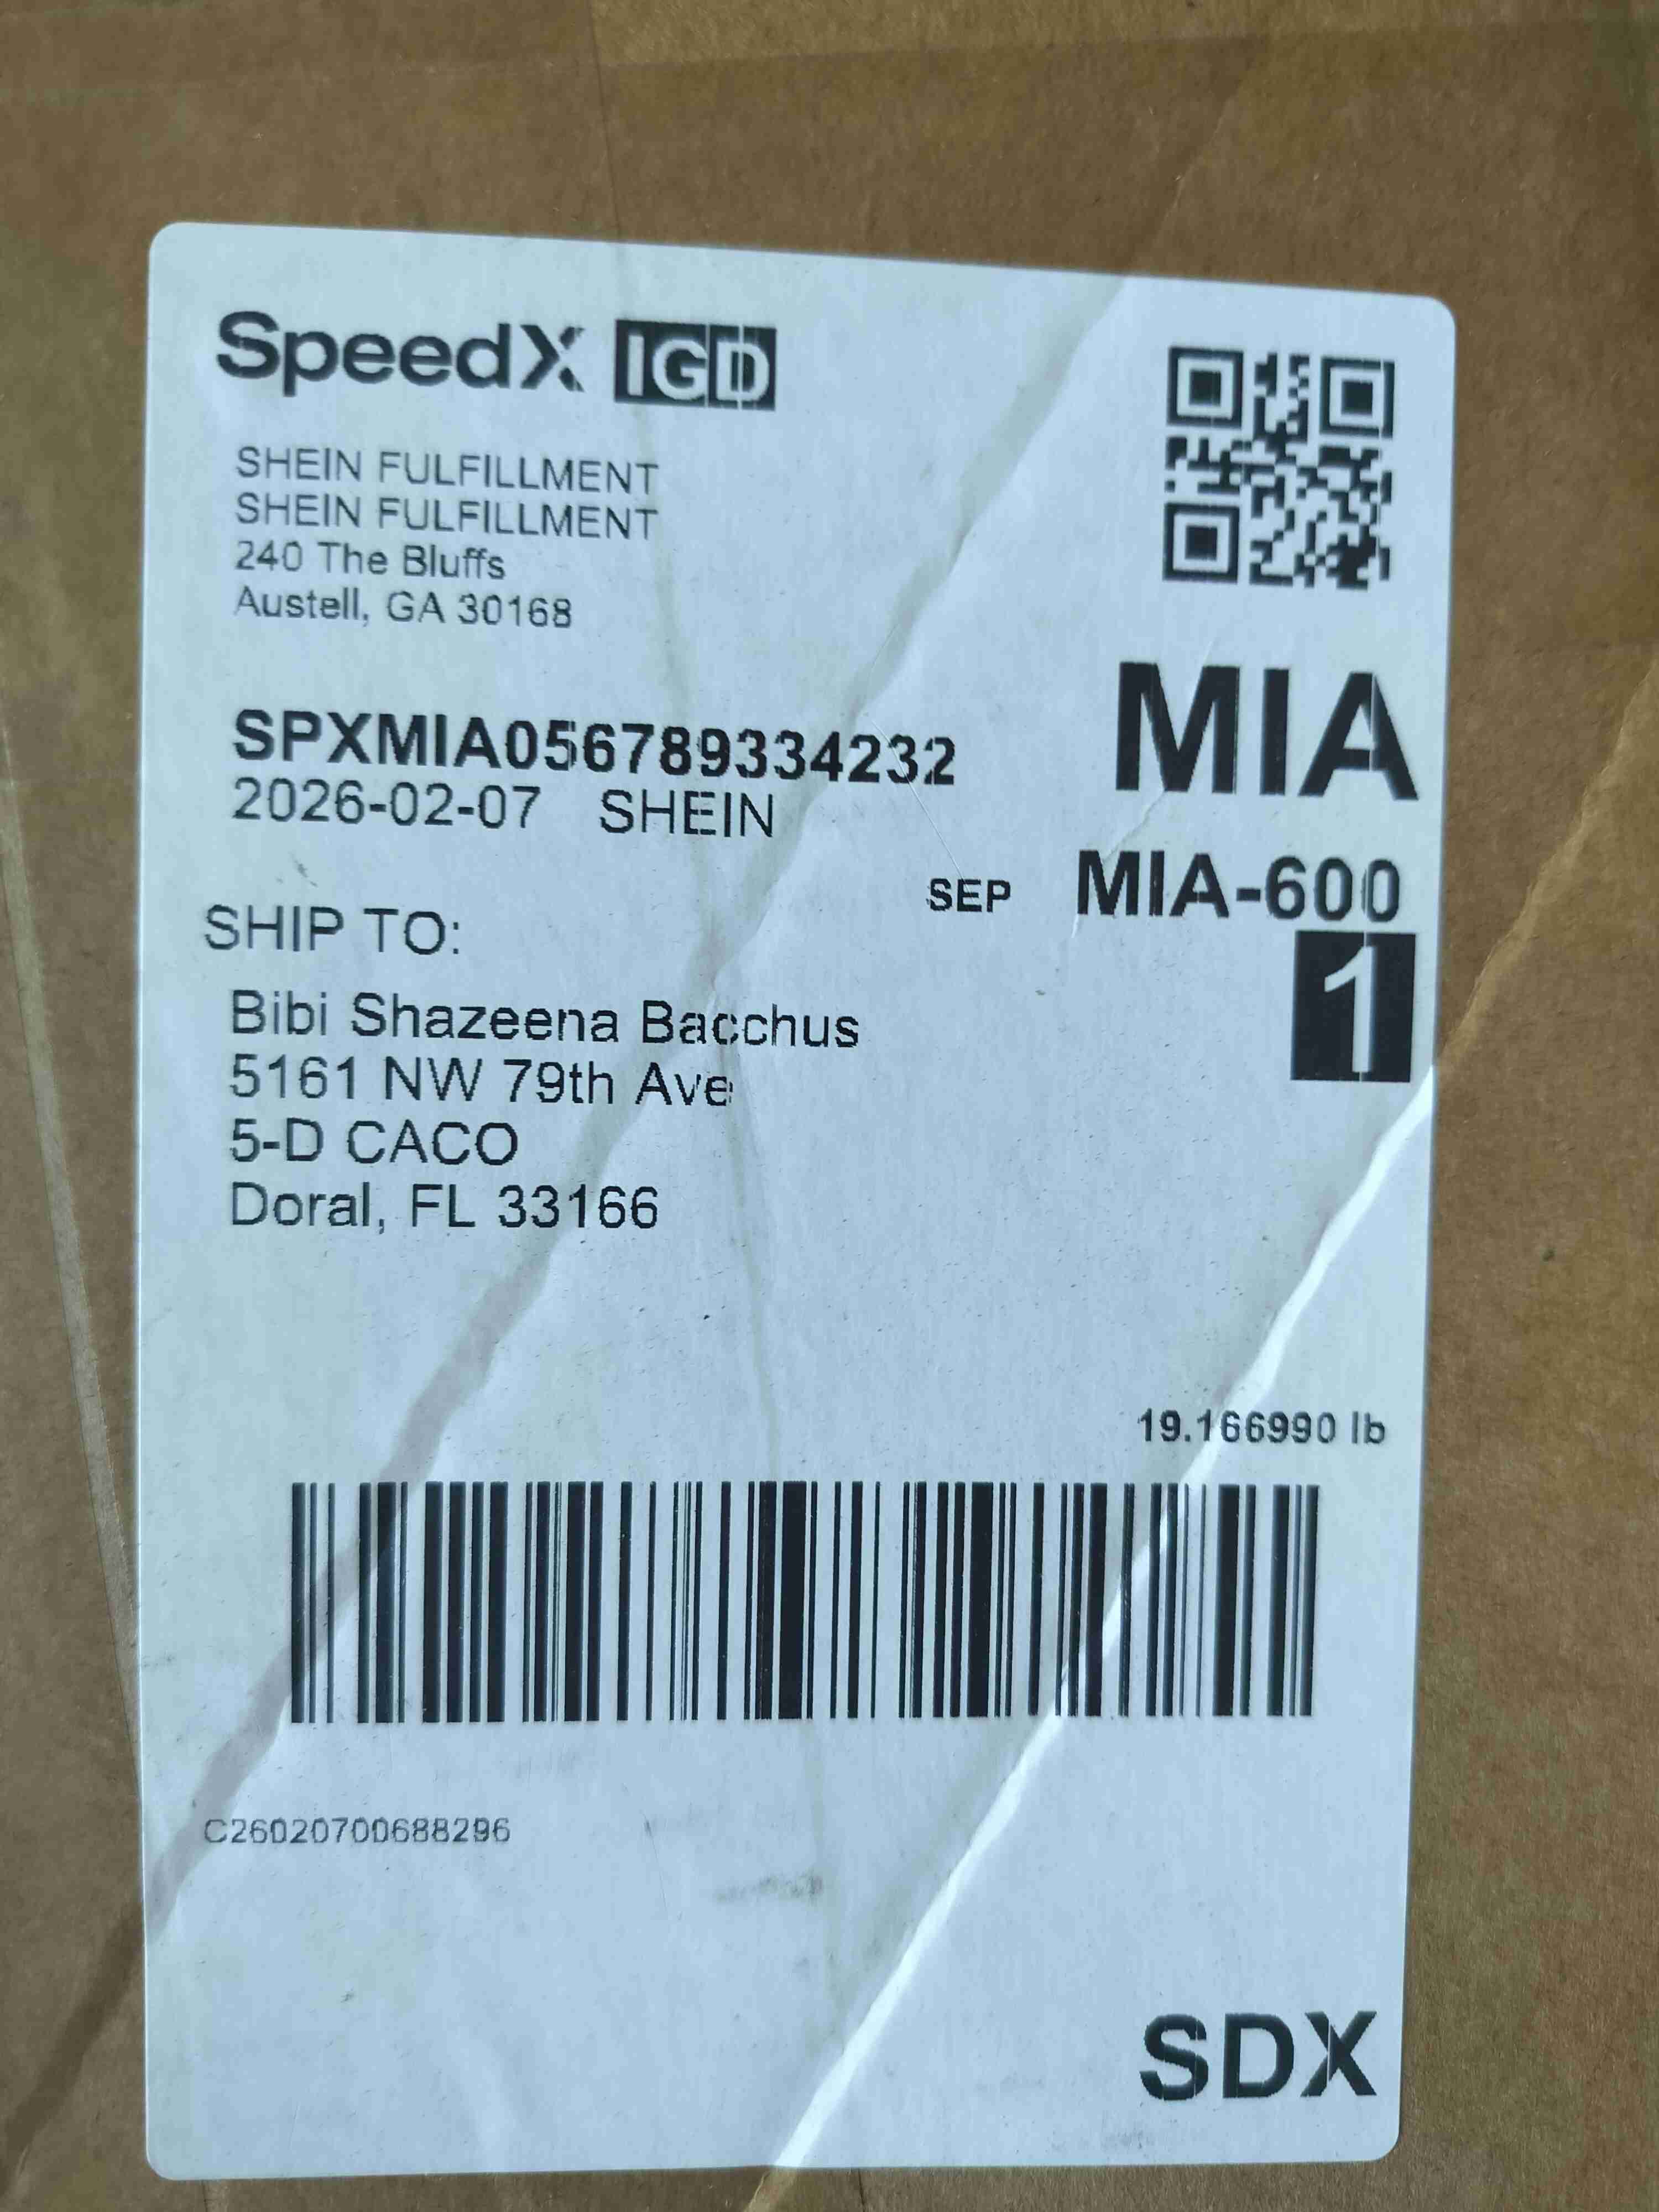 SpeedX IGD
SHEIN FULFILLMENT
SHEIN FULFILLMENT
240 The Bluffs
Austell, GA 30168
MIA
SPXMIA056789334232
2026-02-07 SHEIN
SEP MIA-600
1
SHIP TO:
Bibi Shazeena Bacchus
5161 NW 79th Ave
5-D CACO
Doral, FL 33166
19.166990 lb
C26020700688296
SDX